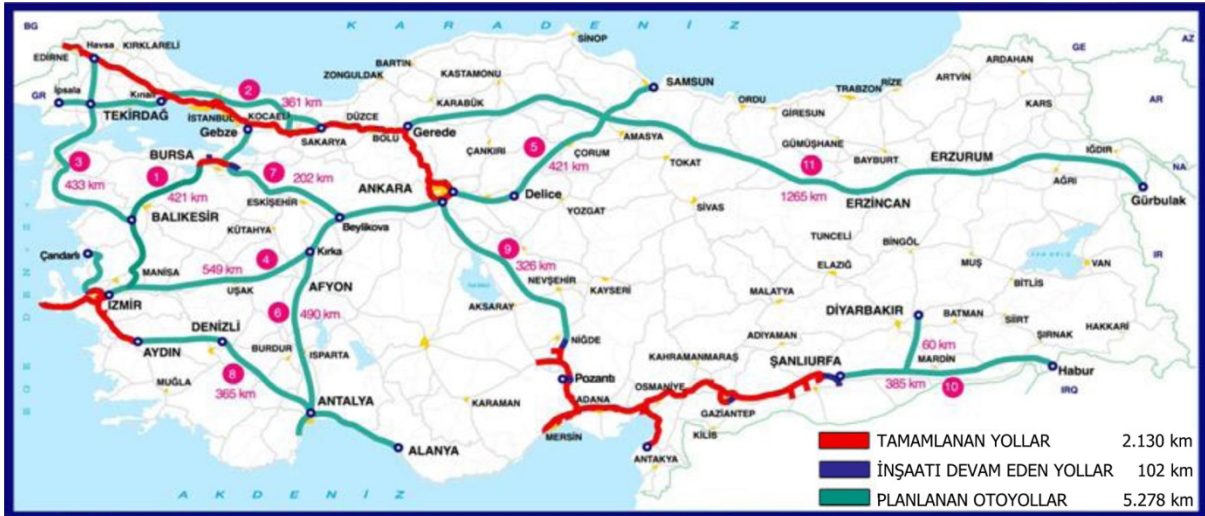 BG
K A R A D E N İ Z
AZ
GE
Havsa
KIRKLARELİ
EDİRNE
SİNOP
BARTIN
ZONGULDAK
KASTAMONU
ARDAHAN
ARTVİN
RİZE
TRABZON
SAMSUN
İpsala
GR
Kınalı
2
361 km
KARABÜK
ORDU
GİRESUN
KARS
AR
TEKİRDAĞ
İSTANBUL
KOCAELİ
DÜZCE
Gebze
SAKARYA
BOLU
Gerede
ÇANKIRI
5
421 km
ÇORUM
AMASYA
TOKAT
GÜMÜŞHANE
BAYBURT
ERZURUM
IĞDIR
NA
3
433 km
BURSA
1
421 km
7
202 km
ANKARA
11
1265 km
ERZİNCAN
AĞRI
Gürbulak
BALIKESİR
ESKİŞEHİR
Delice
YOZGAT
SİVAS
KÜTAHYA
Beylikova
TUNCELİ
BİNGÖL
IR
Çandarlı
MANİSA
4
549 km
Kırka
9
326 km
NEVŞEHİR
KAYSERİ
ELAZIĞ
MUŞ
VAN
İZMİR
UŞAK
AFYON
AKSARAY
MALATYA
BİTLİS
DENİZLİ
6
490 km
DİYARBAKIR
BATMAN
SİİRT
AYDIN
BURDUR
ISPARTA
NİĞDE
ADIYAMAN
60 km
ŞIRNAK
HAKKARİ
KAHRAMANMARAŞ
ŞANLIURFA
MARDİN
Habur
MUĞLA
8
365 km
Pozantı
OSMANİYE
385 km
10
IRQ
ANTALYA
KARAMAN
ADANA
GAZİANTEP
MERSİN
KİLİS
ALANYA
ANTAKYA
A K D E N İ Z
TAMAMLANAN YOLLAR 2.130 km
İNŞAATI DEVAM EDEN YOLLAR 102 km
PLANLANAN OTOYOLLAR 5.278 km